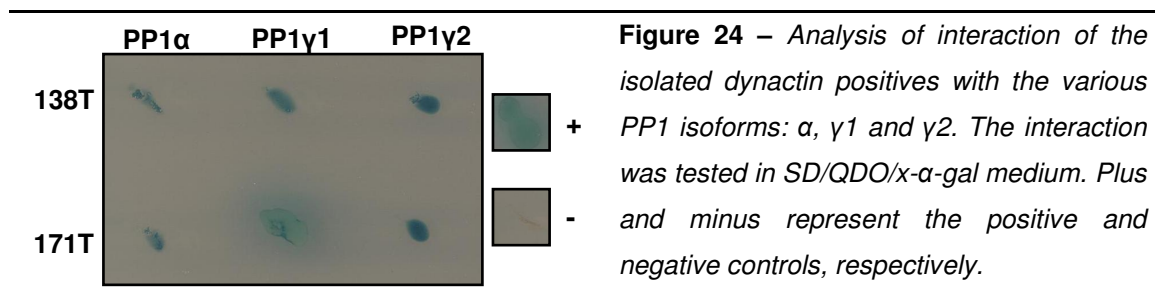 PP1α PP1γ1 PP1γ2
138T
171T
+
-
Figure 24 – Analysis of interaction of the
isolated dynactin positives with the various
PP1 isoforms: α, γ1 and γ2. The interaction
was tested in SD/QDO/x-α-gal medium. Plus
and minus represent the positive and
negative controls, respectively.